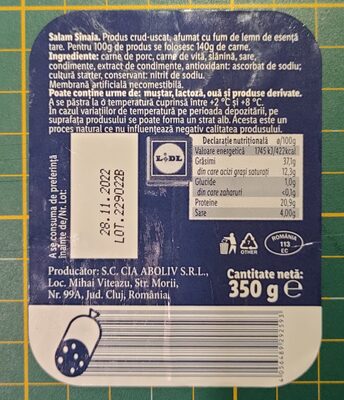 Salam Sinaia. Produs crud-uscat, afumat cu fum de lemn de esență
tare. Pentru 100g de produs se folosesc 140g de carne.
Ingrediente: carne de porc, carne de vită, slănină, sare,
condimente, extract de condimente, antioxidant: ascorbat de sodiu;
cultură starter, conservant: nitrit de sodiu.
Membrană artificială necomestibilă.
Poate conține urme de: muștar, lactoză, ouă și produse derivate.
A se păstra la o temperatură cuprinsă între +2 °C și +8 °C.
În cazul variațiilor de temperatură pe perioada depozitării, pe
suprafața produsului se poate forma un strat alb. Acesta este un
proces natural ce nu influențează negativ calitatea produsului.
A se consuma de preferință
înainte de/Nr. Lot:
28.11.2022
LOT.229022B
LIDL
Declarație nutrițională ø/100g
Valoare energetică 1745 kJ/422kcal
Grăsimi 37,1g
din care acizi grași saturați 12,3g
Glucide 1,0g
din care zaharuri <0,1g
Proteine 20,9g
Sare 4,00g
7
OTHER
ROMÂNIA
113
EC
Producător: S.C. CIA ABOLIV S.R.L.,
Loc. Mihai Viteazu, Str. Morii,
Nr. 99A, Jud. Cluj, România.
Cantitate netă:
350 g e
4056489293593